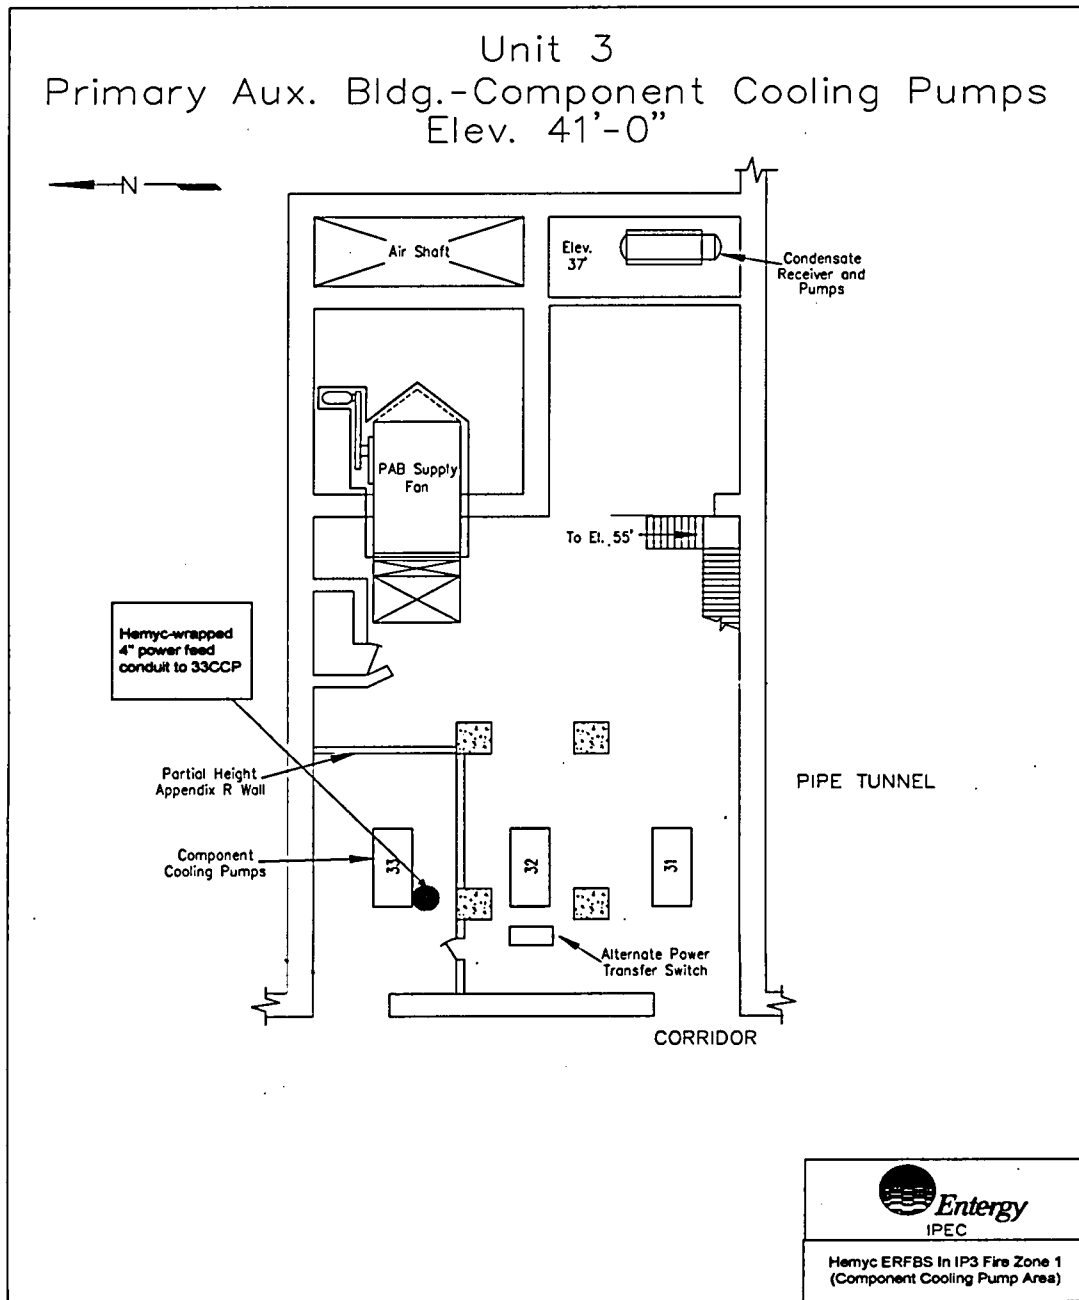 Unit 3
Primary Aux. Bldg.-Component Cooling Pumps
Elev. 41'-0"
N
Air Shaft
Elev.
37'
Condensate
Receiver and
Pumps
PAB Supply
Fan
To El. 55'
Hemyc-wrapped
4" power feed
conduit to 33CCP
Partial Height
Appendix R Wall
PIPE TUNNEL
Component
Cooling Pumps
33
32
31
Alternate Power
Transfer Switch
CORRIDOR
Entergy
IPEC
Hemyc ERFBS In IP3 Fire Zone 1
(Component Cooling Pump Area)